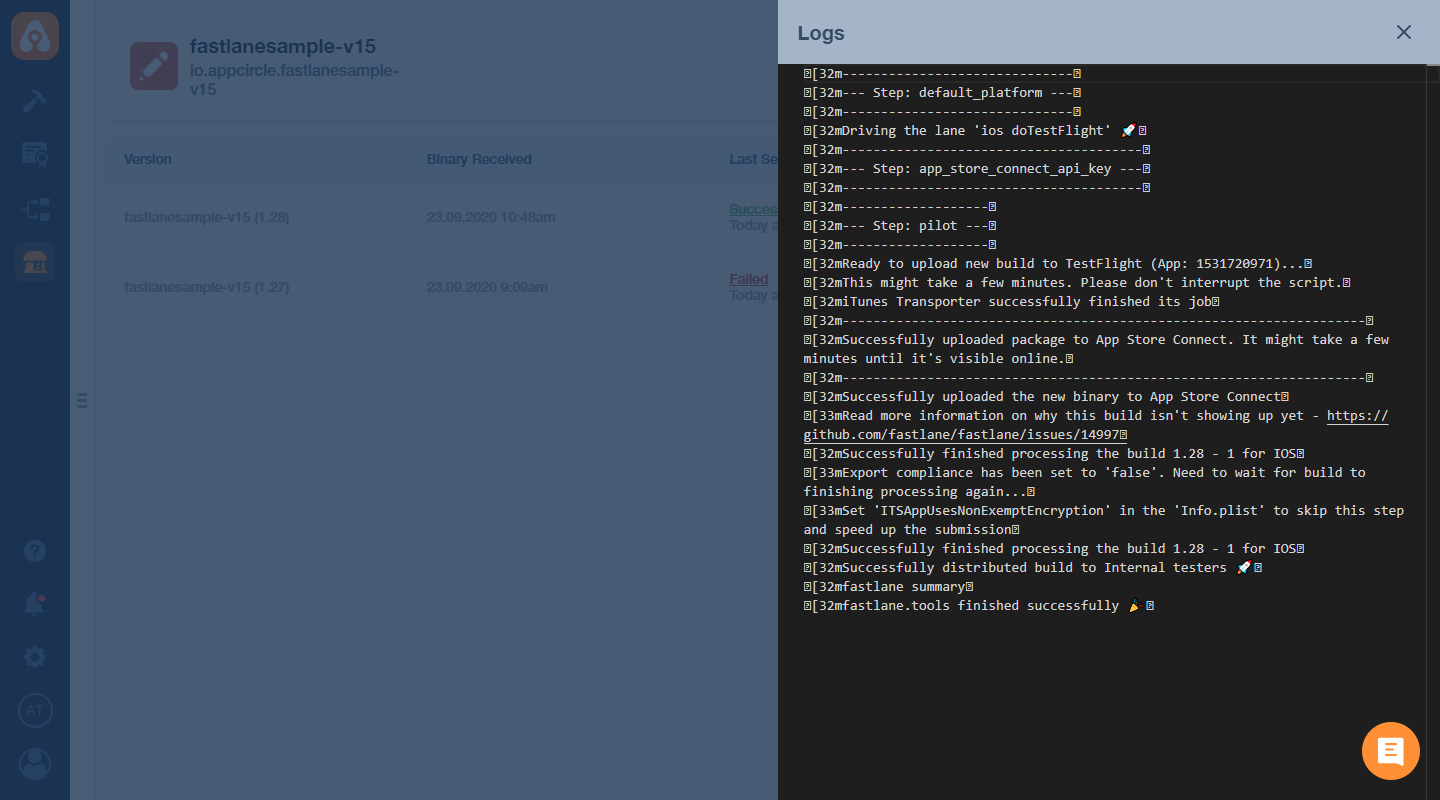 fastlanesample-v15
io.appcircle.fastlanesample-
v15
Version Binary Received Last Se
fastlanesample-v15 (1.28) 23.09.2020 10:48am Succes
Today a
fastlanesample-v15 (1.27) 23.09.2020 9:09am Failed
Today a
AT
Logs
[32m------------------------------
[32m--- Step: default_platform ---
[32m------------------------------
[32mDriving the lane 'ios doTestFlight' 🚀
[32m---------------------------------------
[32m--- Step: app_store_connect_api_key ---
[32m---------------------------------------
[32m-------------------
[32m--- Step: pilot ---
[32m-------------------
[32mReady to upload new build to TestFlight (App: 1531720971)...
[32mThis might take a few minutes. Please don't interrupt the script.
[32miTunes Transporter successfully finished its job
[32m--------------------------------------------------------------------
[32mSuccessfully uploaded package to App Store Connect. It might take a few
minutes until it's visible online.
[32m--------------------------------------------------------------------
[32mSuccessfully uploaded the new binary to App Store Connect
[33mRead more information on why this build isn't showing up yet - https://
github.com/fastlane/fastlane/issues/14997
[32mSuccessfully finished processing the build 1.28 - 1 for IOS
[33mExport compliance has been set to 'false'. Need to wait for build to
finishing processing again...
[33mSet 'ITSAppUsesNonExemptEncryption' in the 'Info.plist' to skip this step
and speed up the submission
[32mSuccessfully finished processing the build 1.28 - 1 for IOS
[32mSuccessfully distributed build to Internal testers 🚀
[32mfastlane summary
[32mfastlane.tools finished successfully 🎉